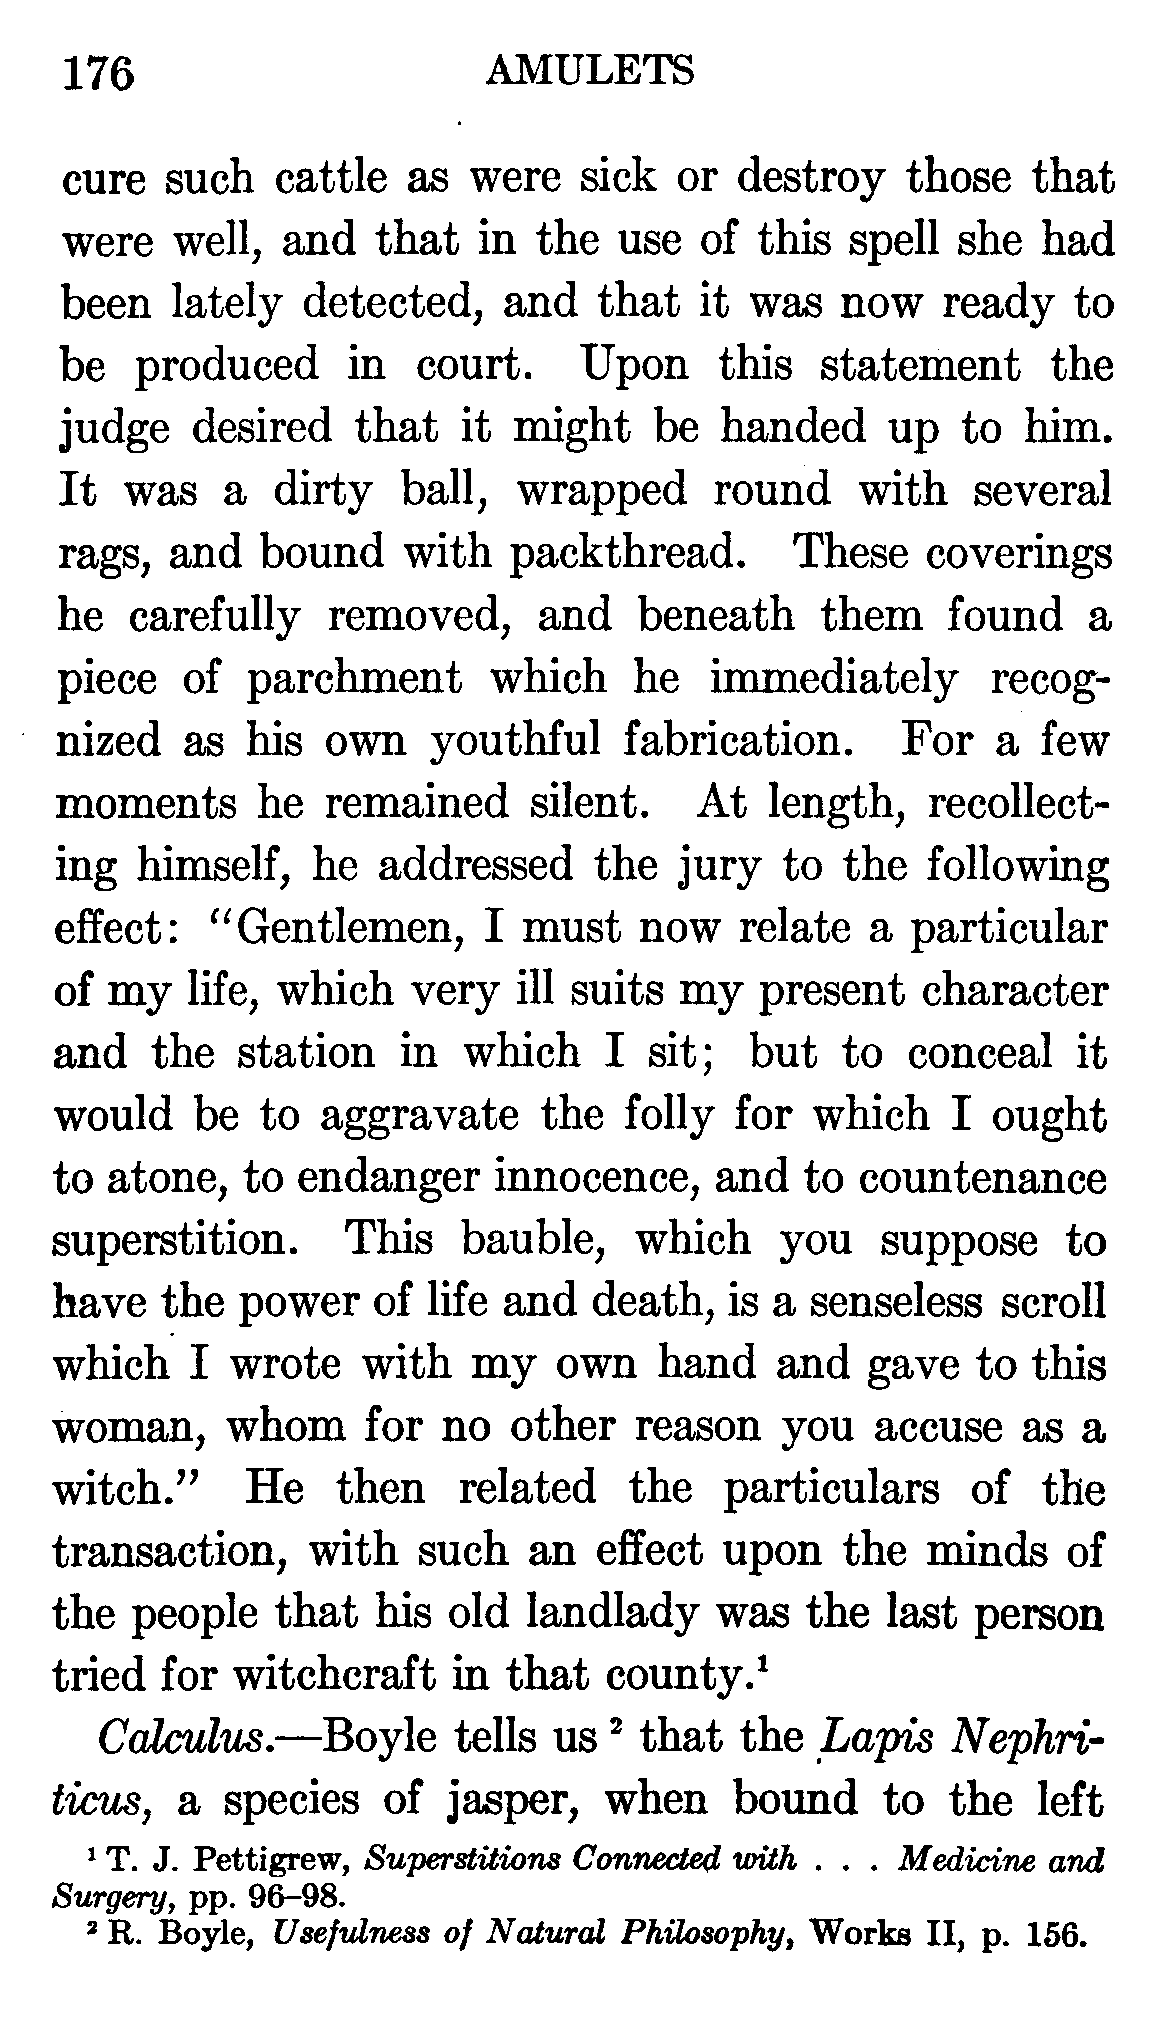 176 AMULETS
cure such cattle as were sick or destroy those that
were well, and that in the use of this spell she had
been lately detected, and that it was now ready to
be produced in court. Upon this statement the
judge desired that it might be handed up to him.
It was a dirty ball, wrapped round with several
rags, and bound with packthread. These coverings
he carefully removed, and beneath them found a
piece of parchment which he immediately recog-
nized as his own youthful fabrication. For a few
moments he remained silent. At length, recollect-
ing himself, he addressed the jury to the following
effect: “Gentlemen, I must now relate a particular
of my life, which very ill suits my present character
and the station in which I sit; but to conceal it
would be to aggravate the folly for which I ought
to atone, to endanger innocence, and to countenance
superstition. This bauble, which you suppose to
have the power of life and death, is a senseless scroll
which I wrote with my own hand and gave to this
woman, whom for no other reason you accuse as a
witch.” He then related the particulars of the
transaction, with such an effect upon the minds of
the people that his old landlady was the last person
tried for witchcraft in that county.¹
Calculus.—Boyle tells us ² that the Lapis Nephri-
ticus, a species of jasper, when bound to the left
¹ T. J. Pettigrew, Superstitions Connected with . . . Medicine and
Surgery, pp. 96–98.
² R. Boyle, Usefulness of Natural Philosophy, Works II, p. 156.